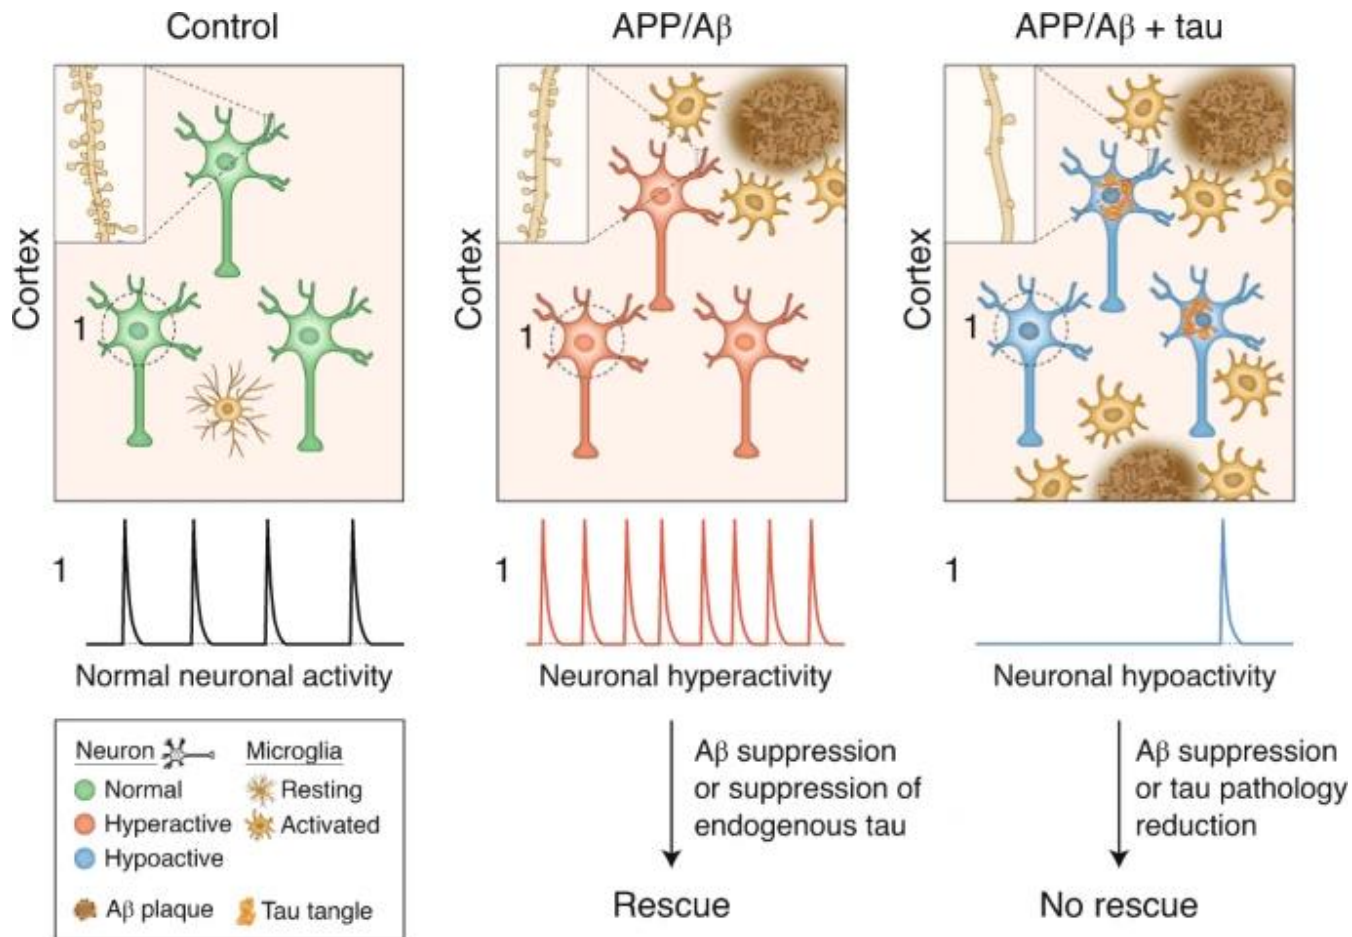 Control
APP/Aβ
APP/Aβ + tau
Cortex
1
Cortex
1
Cortex
1
1
1
1
Normal neuronal activity
Neuronal hyperactivity
Neuronal hypoactivity
Neuron
Microglia
Normal
Resting
Hyperactive
Activated
Hypoactive
Aβ plaque
Tau tangle
Aβ suppression
or suppression of
endogenous tau
Rescue
Aβ suppression
or tau pathology
reduction
No rescue